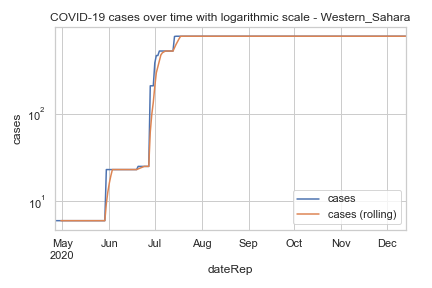 COVID-19 cases over time with logarithmic scale - Western_Sahara
cases
10²
10¹
cases
cases (rolling)
May Jun Jul Aug Sep Oct Nov Dec
2020
dateRep